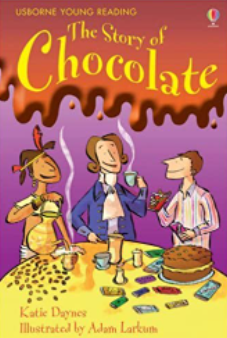 USBORNE YOUNG READING
The Story of
Chocolate
Katie Daynes
Illustrated by Adam Larkum